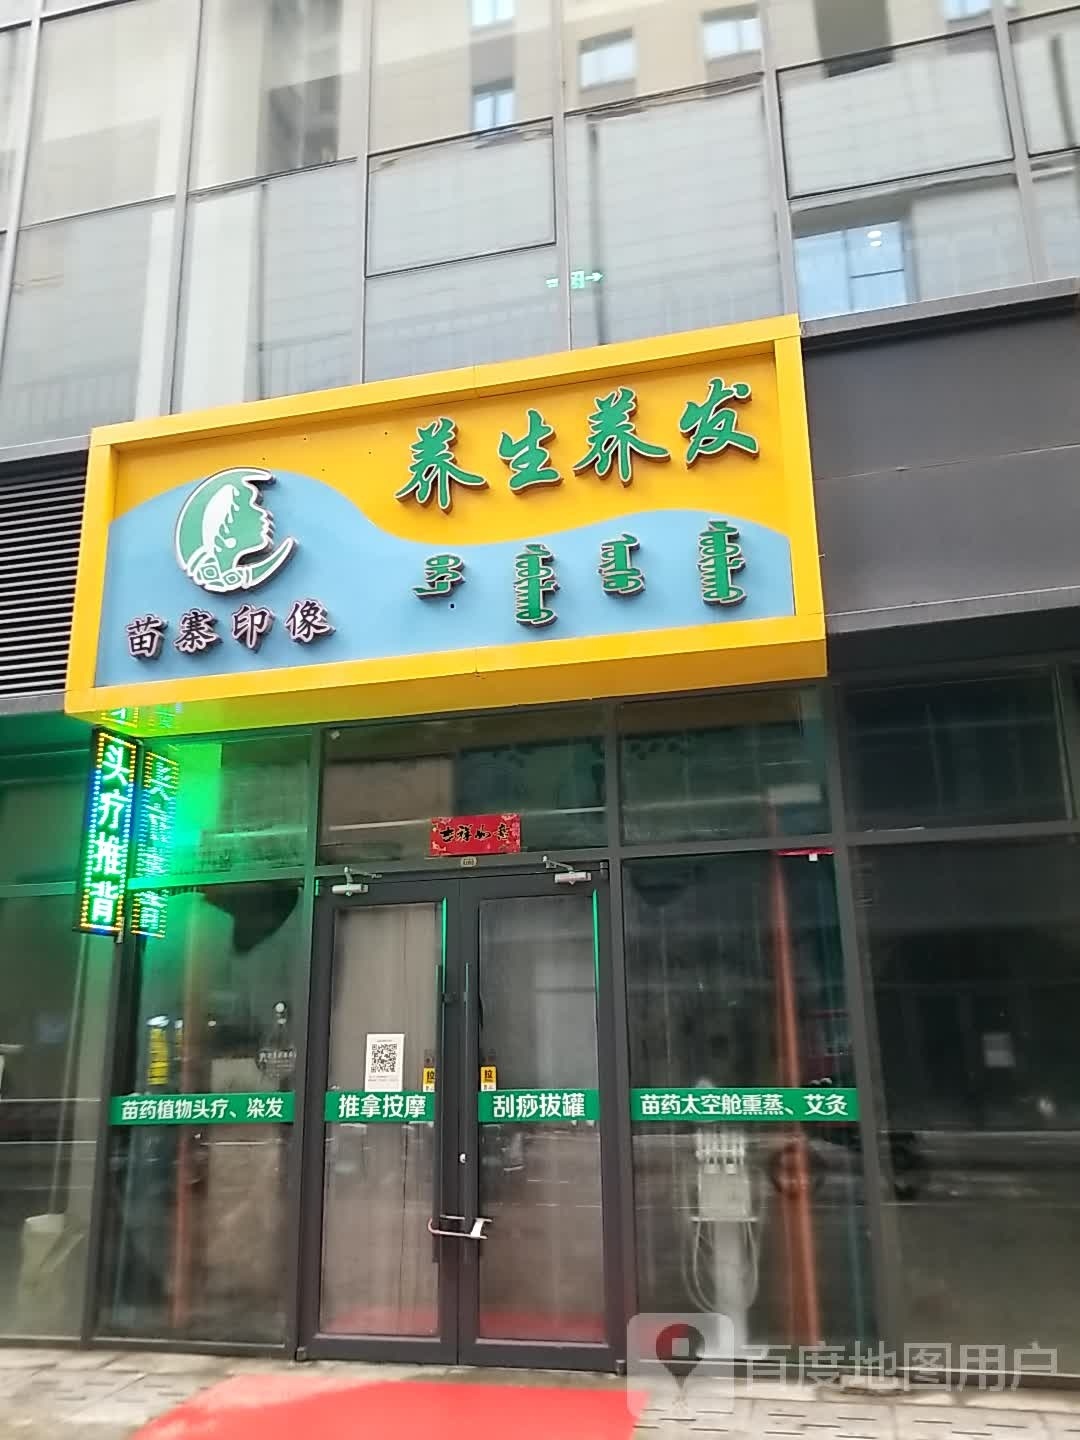 养生养发
苗寨印像
头疗推背
吉祥如意
拉
拉
苗药植物头疗、染发
推拿按摩
刮痧拔罐
苗药太空舱熏蒸、艾灸
百度地图用户